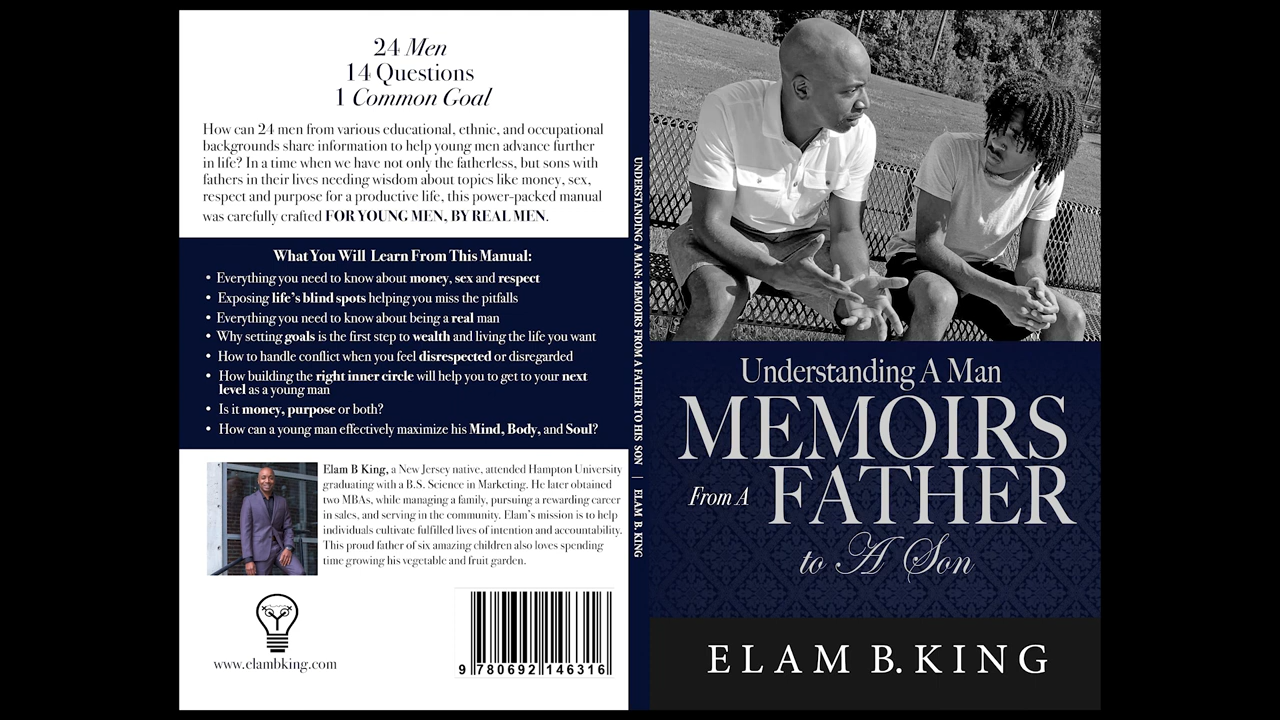 24 Men
14 Questions
1 Common Goal
How can 24 men from various educational, ethnic, and occupational
backgrounds share information to help young men advance further
in life? In a time when we have not only the fatherless, but sons with
fathers in their lives needing wisdom about topics like money, sex,
respect and purpose for a productive life, this power-packed manual
was carefully crafted FOR YOUNG MEN, BY REAL MEN.
What You Will Learn From This Manual:
• Everything you need to know about money, sex and respect
• Exposing life's blind spots helping you miss the pitfalls
• Everything you need to know about being a real man
• Why setting goals is the first step to wealth and living the life you want
• How to handle conflict when you feel disrespected or disregarded
• How building the right inner circle will help you to get to your next
level as a young man
• Is it money, purpose or both?
• How can a young man effectively maximize his Mind, Body, and Soul?
Elam B King, a New Jersey native, attended Hampton University
graduating with a B.S. Science in Marketing. He later obtained
two MBAs, while managing a family, pursuing a rewarding career
in sales, and serving in the community. Elam's mission is to help
individuals cultivate fulfilled lives of intention and accountability.
This proud father of six amazing children also loves spending
time growing his vegetable and fruit garden.
www.elambking.com
9 780692 146316
UNDERSTANDING A MAN: MEMOIRS FROM A FATHER TO HIS SON | ELAM B. KING
Understanding A Man
MEMOIRS
From A FATHER
to A Son
ELAM B. KING